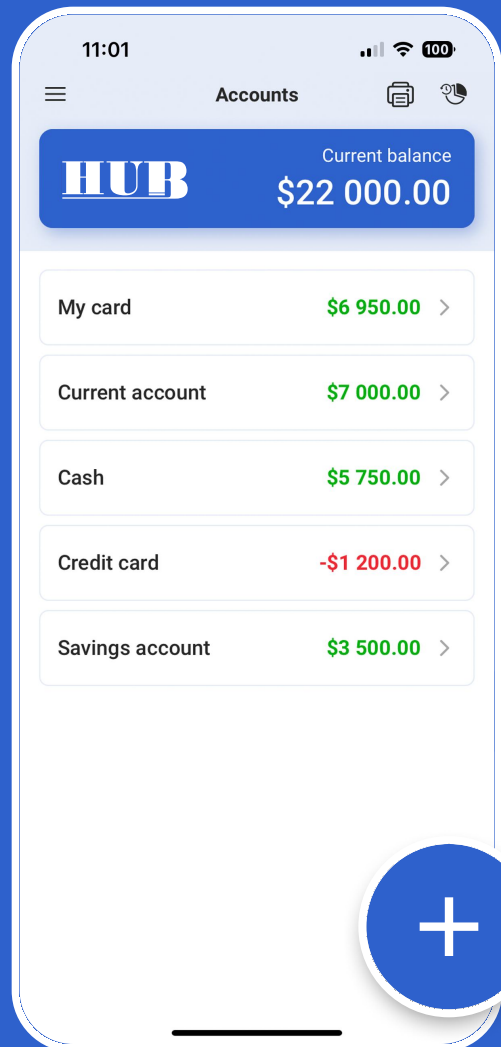 11:01
100
Accounts
Current balance
HUB
$22 000.00
My card $6 950.00
Current account $7 000.00
Cash $5 750.00
Credit card -$1 200.00
Savings account $3 500.00